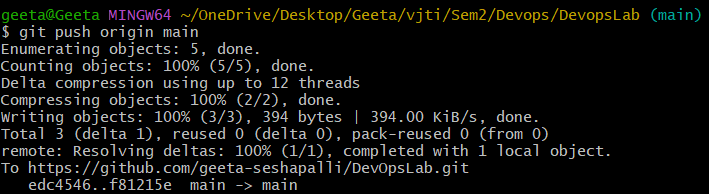 geeta@Geeta MINGW64 ~/OneDrive/Desktop/Geeta/vjti/Sem2/Devops/DevopsLab (main)
$ git push origin main
Enumerating objects: 5, done.
Counting objects: 100% (5/5), done.
Delta compression using up to 12 threads
Compressing objects: 100% (2/2), done.
Writing objects: 100% (3/3), 394 bytes | 394.00 KiB/s, done.
Total 3 (delta 1), reused 0 (delta 0), pack-reused 0 (from 0)
remote: Resolving deltas: 100% (1/1), completed with 1 local object.
To https://github.com/geeta-seshapalli/DevOpsLab.git
   edc4546..f81215e  main -> main